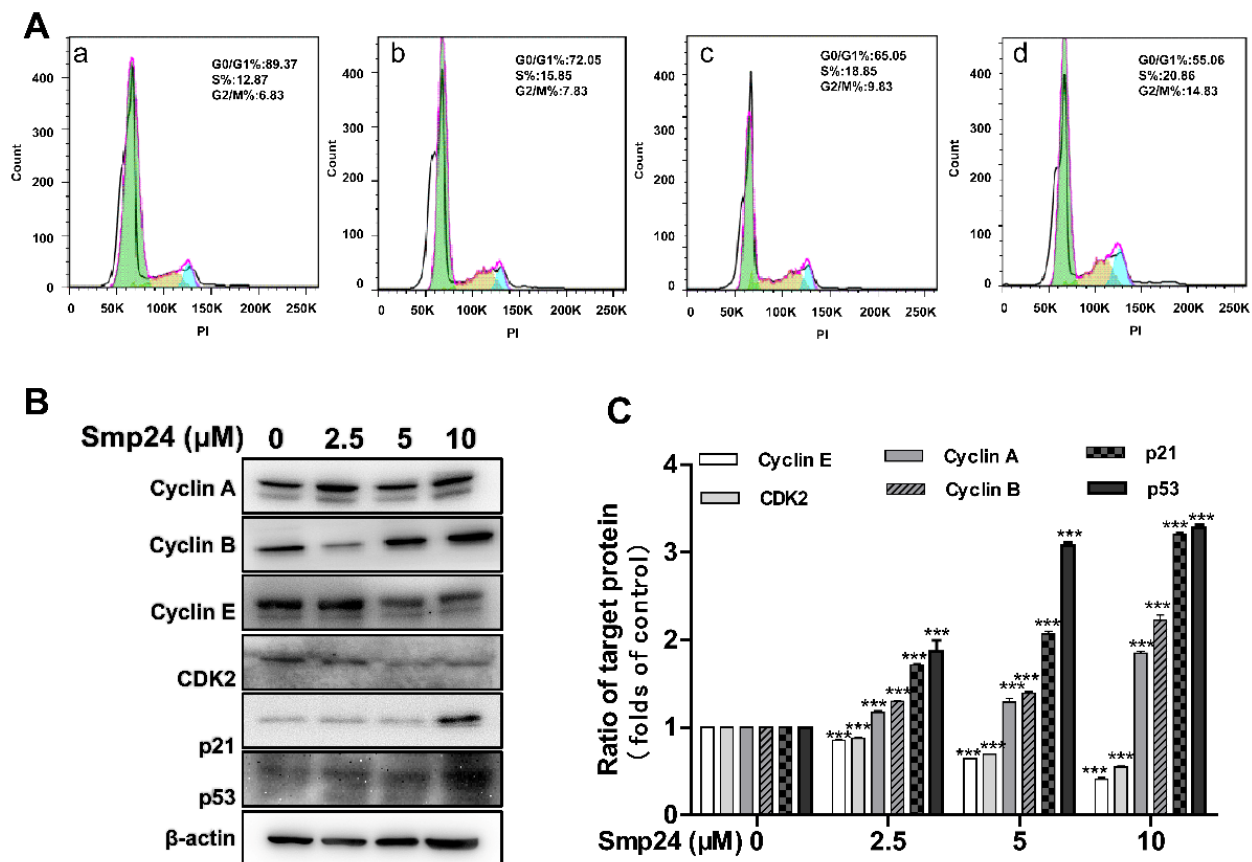 A
a
G0/G1%:89.37
S%:12.87
G2/M%:6.83
Count
400
300
200
100
0
0 50K 100K 150K 200K 250K
PI
b
G0/G1%:72.05
S%:15.85
G2/M%:7.83
Count
400
300
200
100
0
0 50K 100K 150K 200K 250K
PI
c
G0/G1%:65.05
S%:18.85
G2/M%:9.83
Count
400
300
200
100
0
0 50K 100K 150K 200K 250K
PI
d
G0/G1%:55.06
S%:20.86
G2/M%:14.83
Count
400
300
200
100
0
0 50K 100K 150K 200K 250K
PI
B
Smp24 (μM) 0 2.5 5 10
Cyclin A
Cyclin B
Cyclin E
CDK2
p21
p53
β-actin
C
Cyclin E Cyclin A p21
CDK2 Cyclin B p53
Ratio of target protein
(folds of control)
4
3
2
1
0
*** *** *** *** *** ***
*** *** *** *** *** ***
*** *** *** *** *** ***
Smp24 (μM) 0 2.5 5 10